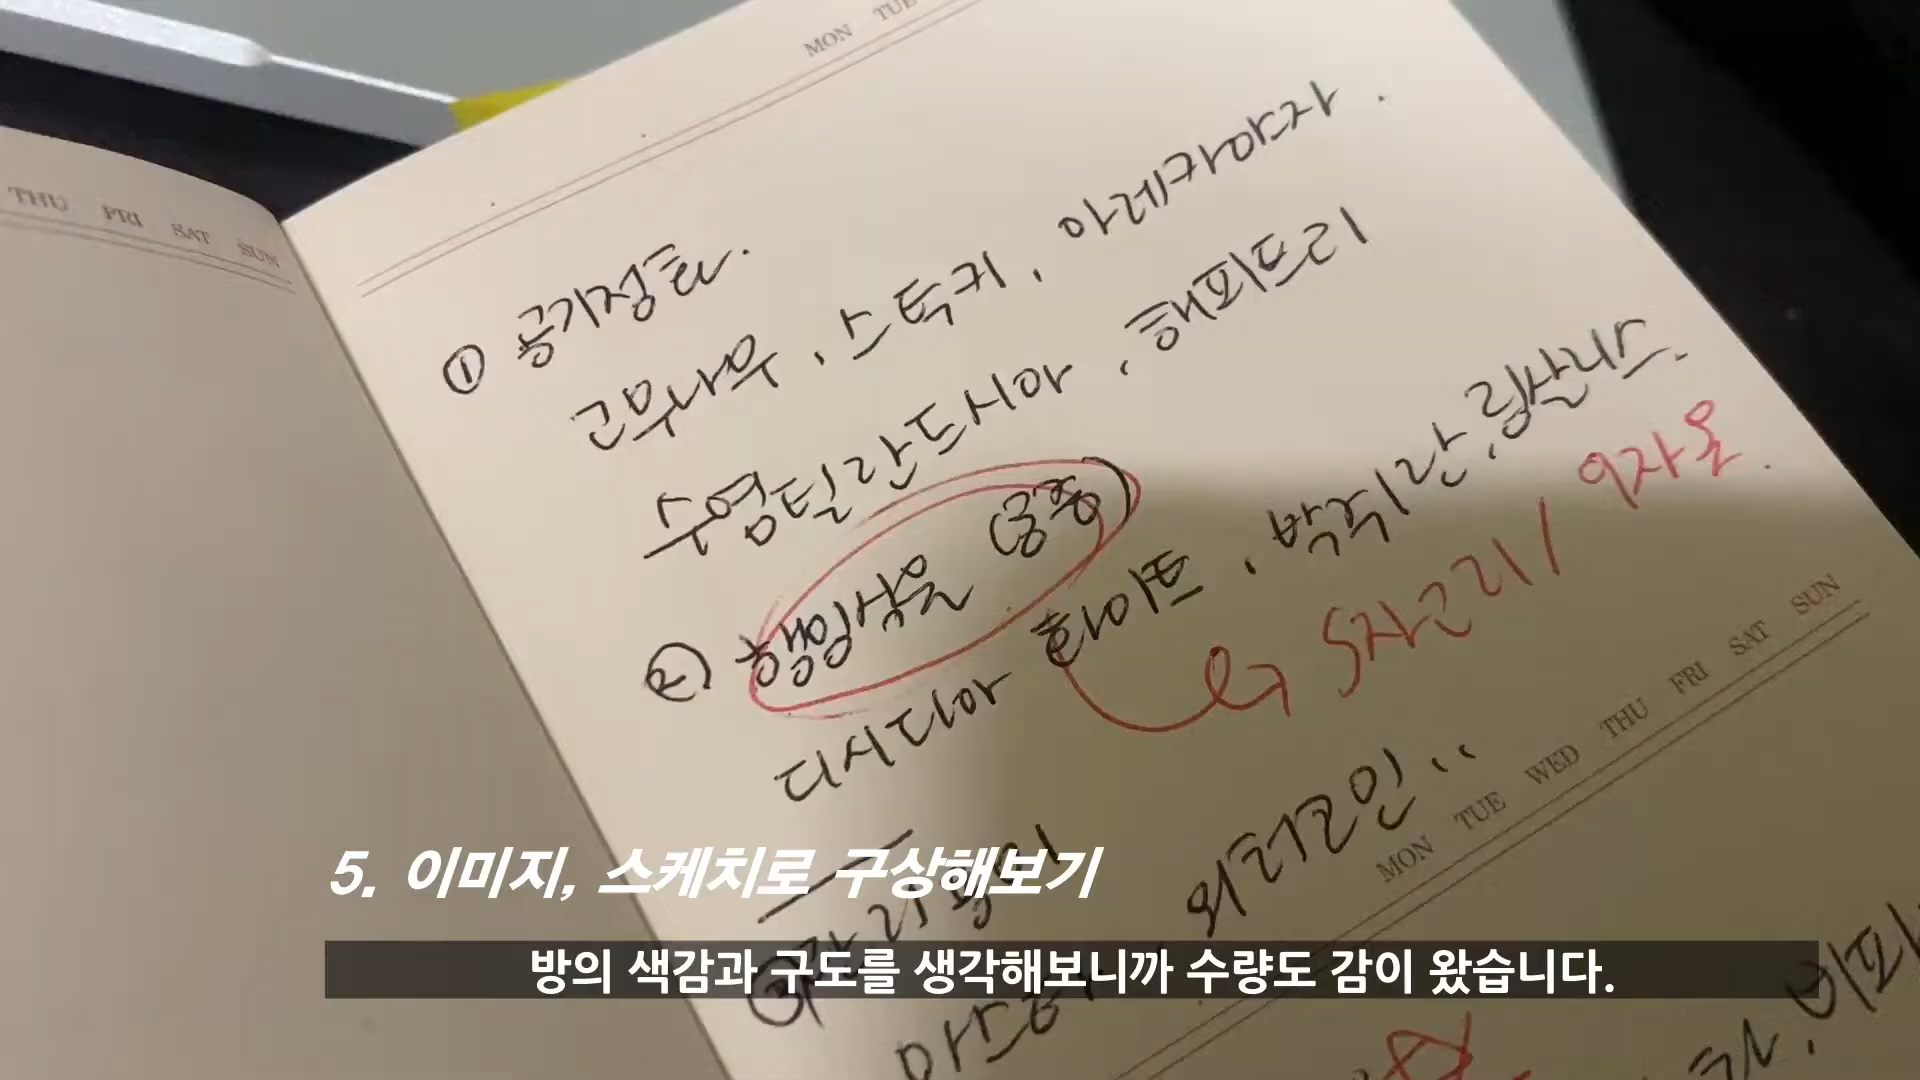 MON TUE
THU FRI SAT SUN
① 공기정화.
고무나무, 스투키, 아레카야자.
수염틸란드시아, 해피트리
② 행잉식물 (공중)
디시디아 화이트, 박쥐란, 립살리스.
5자 고리 / 9자 못.
MON TUE WED THU FRI SAT SUN
워터코인..
5. 이미지, 스케치로 구상해보기
방의 색감과 구도를 생각해보니까 수량도 감이 왔습니다.